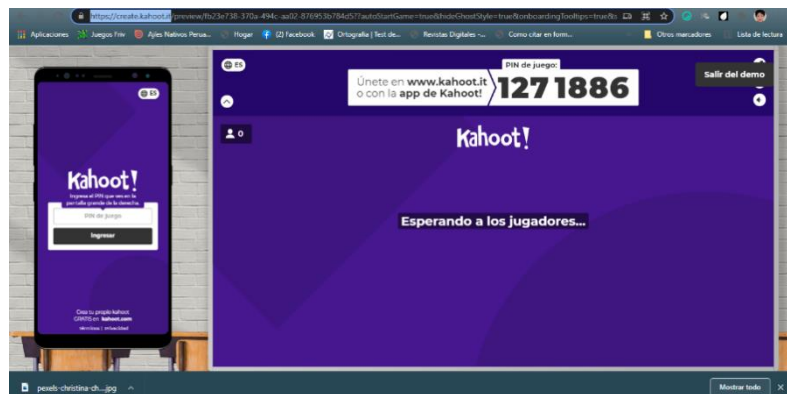 https://create.kahoot.it/preview/fb23e738-370a-494c-aa02-876953b784d5??autoStartGame=true&hideGhostStyle=true&onboardingTooltips=true&s
Aplicaciones Juegos Friv Ajies Nativos Perua... Hogar (2) Facebook Ortografía | Test de... Revistas Digitales -... Como citar en form... Otros marcadores Lista de lectura
ES
Kahoot!
Ingresa el PIN que ves en la
pantalla grande de la derecha
PIN de juego
Ingresar
Crea tu propio kahoot
GRATIS en kahoot.com
Términos | Privacidad
ES
Únete en www.kahoot.it
o con la app de Kahoot!
PIN de juego:
127 1886
Salir del demo
0
Kahoot!
Esperando a los jugadores...
pexels-christina-ch....jpg
Mostrar todo